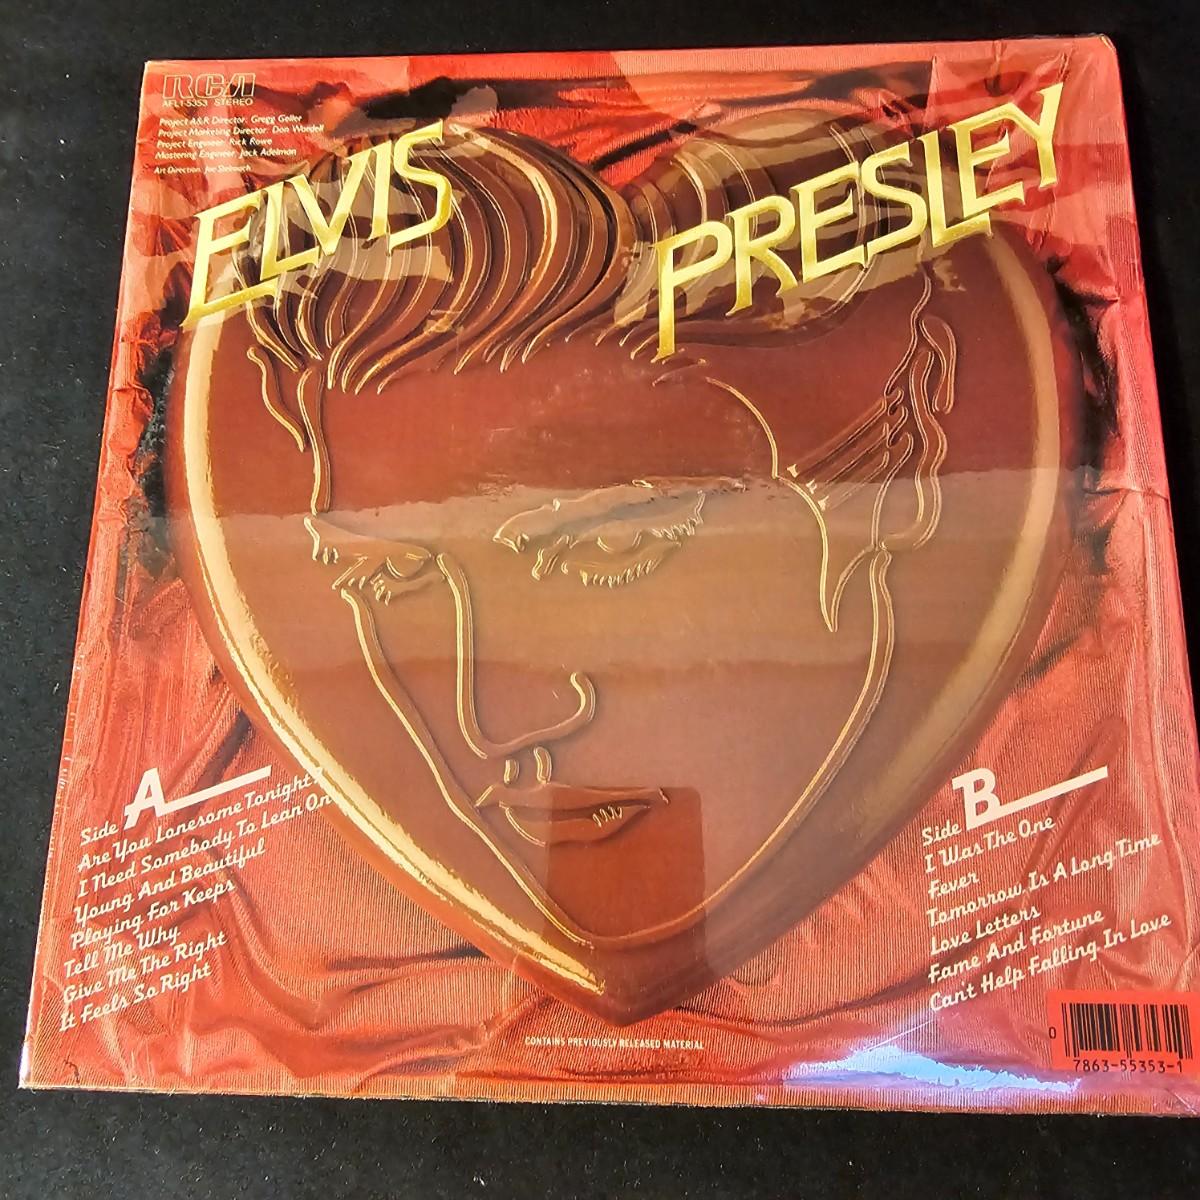 RCA
AFL1-5353 STEREO
Project A&R Director: Gregg Geller
Project Marketing Director: Don Wardell
Project Engineer: Rick Rowe
Mastering Engineer: Jack Adelman
Art Direction: Joe Stelmach
ELVIS PRESLEY
Side A
Are You Lonesome Tonight?
I Need Somebody To Lean On
Young And Beautiful
Playing For Keeps
Tell Me Why
Give Me The Right
It Feels So Right
Side B
I Was The One
Fever
Tomorrow Is A Long Time
Love Letters
Fame And Fortune
Can't Help Falling In Love
CONTAINS PREVIOUSLY RELEASED MATERIAL
0 7863-55353-1